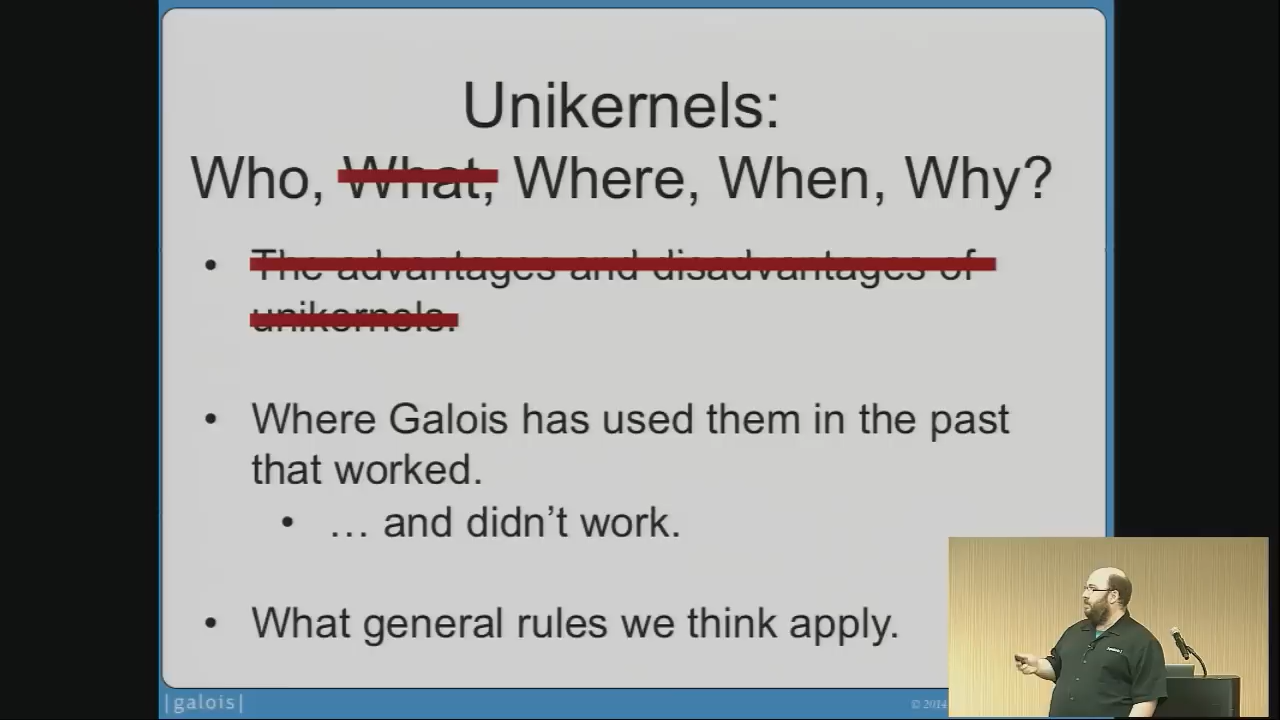 Unikernels:
Who, What, Where, When, Why?
• The advantages and disadvantages of
unikernels.
• Where Galois has used them in the past
that worked.
• … and didn’t work.
• What general rules we think apply.
|galois|
© 2014